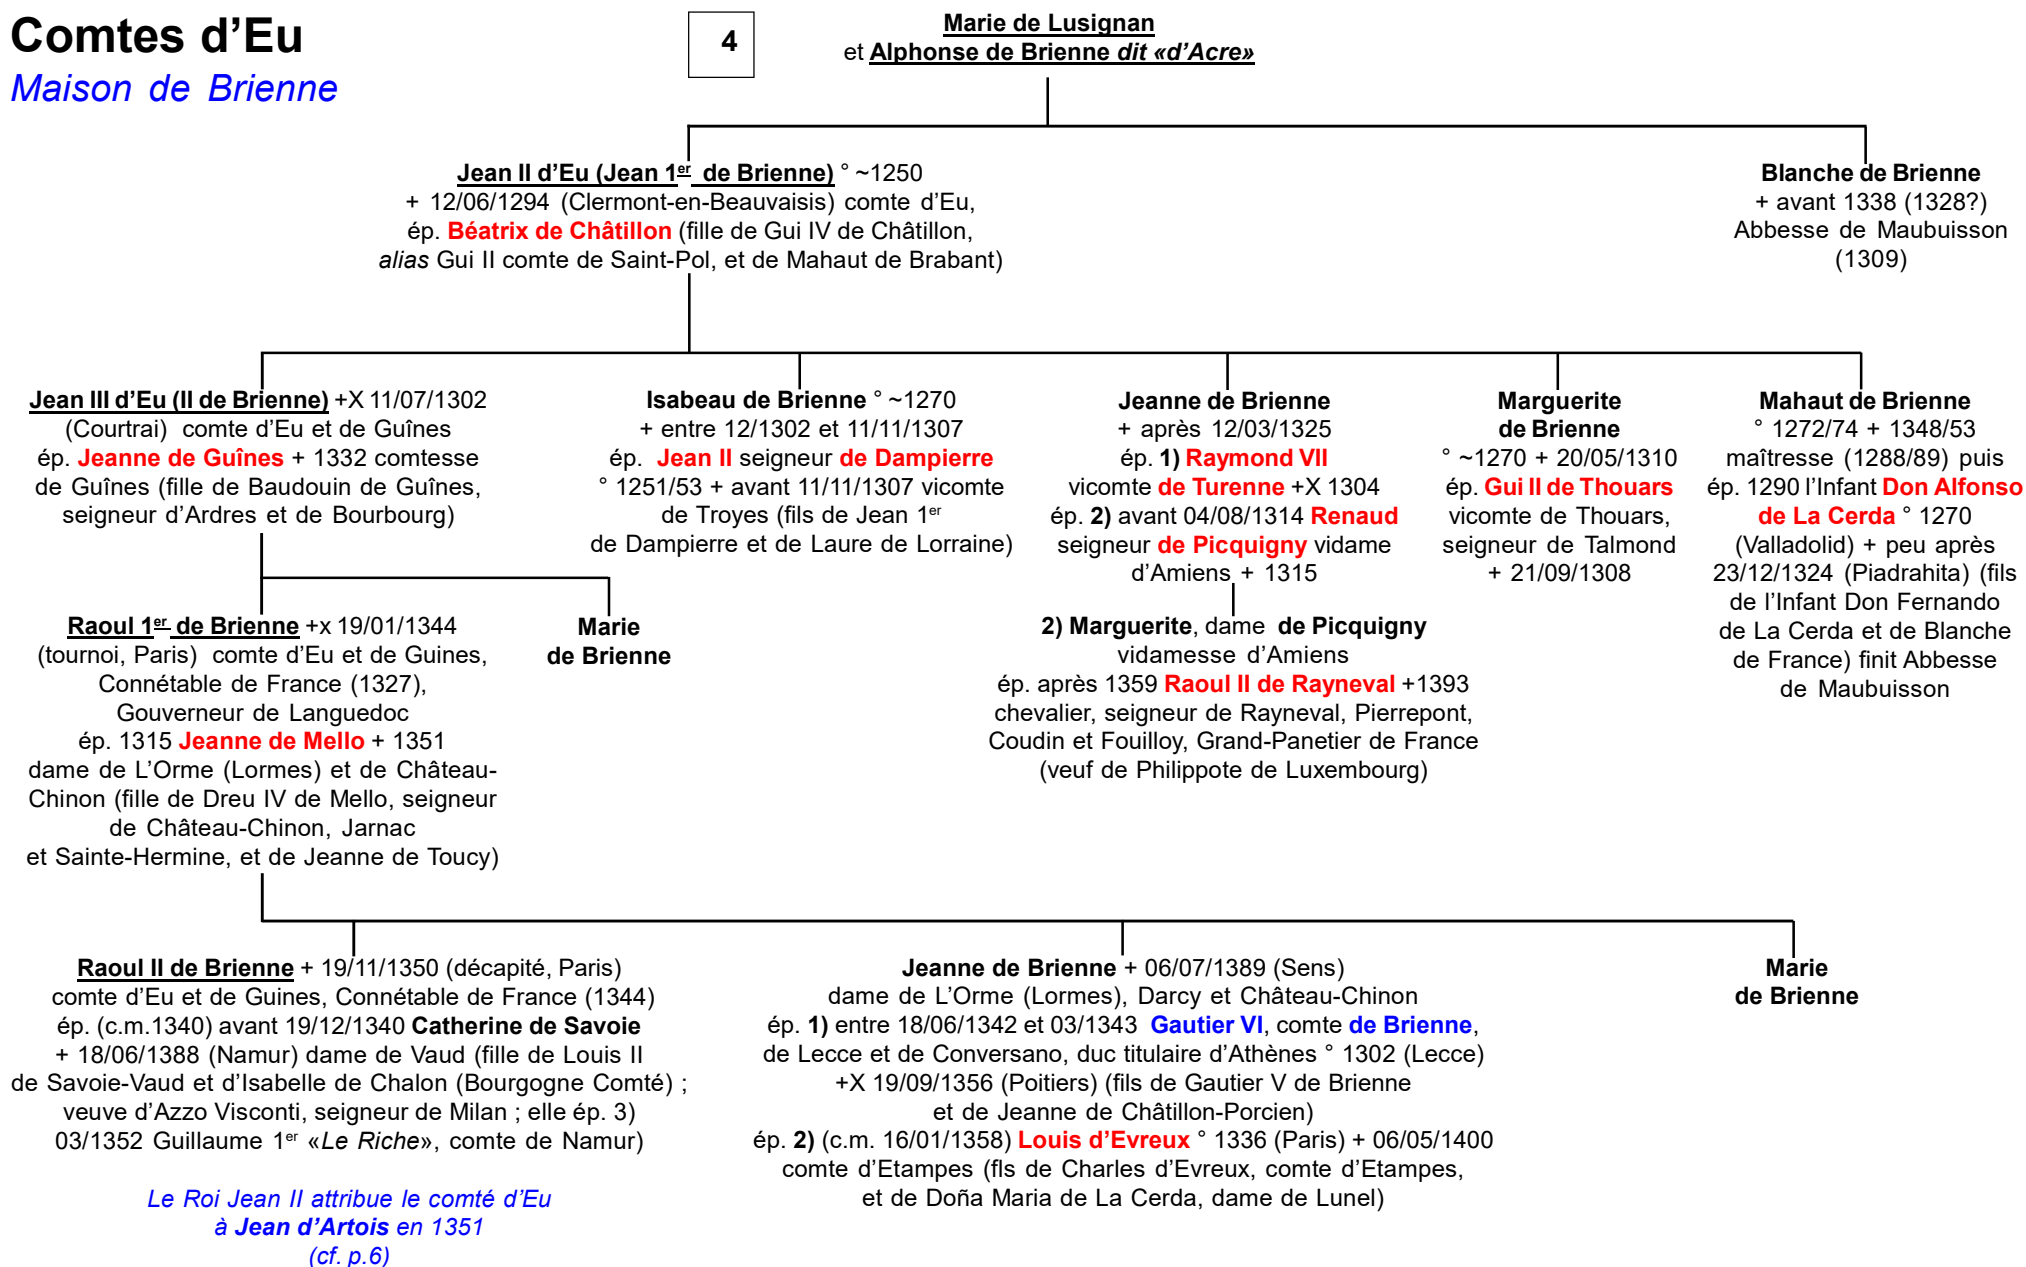 Comtes d’Eu
Maison de Brienne
4
Marie de Lusignan
et Alphonse de Brienne dit «d’Acre»
Jean II d’Eu (Jean 1er de Brienne) ° ~1250
+ 12/06/1294 (Clermont-en-Beauvaisis) comte d’Eu,
ép. Béatrix de Châtillon (fille de Gui IV de Châtillon,
alias Gui II comte de Saint-Pol, et de Mahaut de Brabant)
Blanche de Brienne
+ avant 1338 (1328?)
Abbesse de Maubuisson
(1309)
Jean III d’Eu (II de Brienne) +X 11/07/1302
(Courtrai) comte d’Eu et de Guînes
ép. Jeanne de Guînes + 1332 comtesse
de Guînes (fille de Baudouin de Guînes,
seigneur d’Ardres et de Bourbourg)
Isabeau de Brienne ° ~1270
+ entre 12/1302 et 11/11/1307
ép. Jean II seigneur de Dampierre
° 1251/53 + avant 11/11/1307 vicomte
de Troyes (fils de Jean 1er
de Dampierre et de Laure de Lorraine)
Jeanne de Brienne
+ après 12/03/1325
ép. 1) Raymond VII
vicomte de Turenne +X 1304
ép. 2) avant 04/08/1314 Renaud
seigneur de Picquigny vidame
d’Amiens + 1315
Marguerite
de Brienne
° ~1270 + 20/05/1310
ép. Gui II de Thouars
vicomte de Thouars,
seigneur de Talmond
+ 21/09/1308
Mahaut de Brienne
° 1272/74 + 1348/53
maîtresse (1288/89) puis
ép. 1290 l’Infant Don Alfonso
de La Cerda ° 1270
(Valladolid) + peu après
23/12/1324 (Piadrahita) (fils
de l’Infant Don Fernando
de La Cerda et de Blanche
de France) finit Abbesse
de Maubuisson
Raoul 1er de Brienne +x 19/01/1344
(tournoi, Paris) comte d’Eu et de Guines,
Connétable de France (1327),
Gouverneur de Languedoc
ép. 1315 Jeanne de Mello + 1351
dame de L’Orme (Lormes) et de Château-
Chinon (fille de Dreu IV de Mello, seigneur
de Château-Chinon, Jarnac
et Sainte-Hermine, et de Jeanne de Toucy)
Marie
de Brienne
2) Marguerite, dame de Picquigny
vidamesse d’Amiens
ép. après 1359 Raoul II de Rayneval +1393
chevalier, seigneur de Rayneval, Pierrepont,
Coudin et Fouilloy, Grand-Panetier de France
(veuf de Philippote de Luxembourg)
Raoul II de Brienne + 19/11/1350 (décapité, Paris)
comte d’Eu et de Guines, Connétable de France (1344)
ép. (c.m.1340) avant 19/12/1340 Catherine de Savoie
+ 18/06/1388 (Namur) dame de Vaud (fille de Louis II
de Savoie-Vaud et d’Isabelle de Chalon (Bourgogne Comté) ;
veuve d’Azzo Visconti, seigneur de Milan ; elle ép. 3)
03/1352 Guillaume 1er «Le Riche», comte de Namur)
Jeanne de Brienne + 06/07/1389 (Sens)
dame de L’Orme (Lormes), Darcy et Château-Chinon
ép. 1) entre 18/06/1342 et 03/1343 Gautier VI, comte de Brienne,
de Lecce et de Conversano, duc titulaire d’Athènes ° 1302 (Lecce)
+X 19/09/1356 (Poitiers) (fils de Gautier V de Brienne
et de Jeanne de Châtillon-Porcien)
ép. 2) (c.m. 16/01/1358) Louis d’Evreux ° 1336 (Paris) + 06/05/1400
comte d’Etampes (fls de Charles d’Evreux, comte d’Etampes,
et de Doña Maria de La Cerda, dame de Lunel)
Marie
de Brienne
Le Roi Jean II attribue le comté d’Eu
à Jean d’Artois en 1351
(cf. p.6)